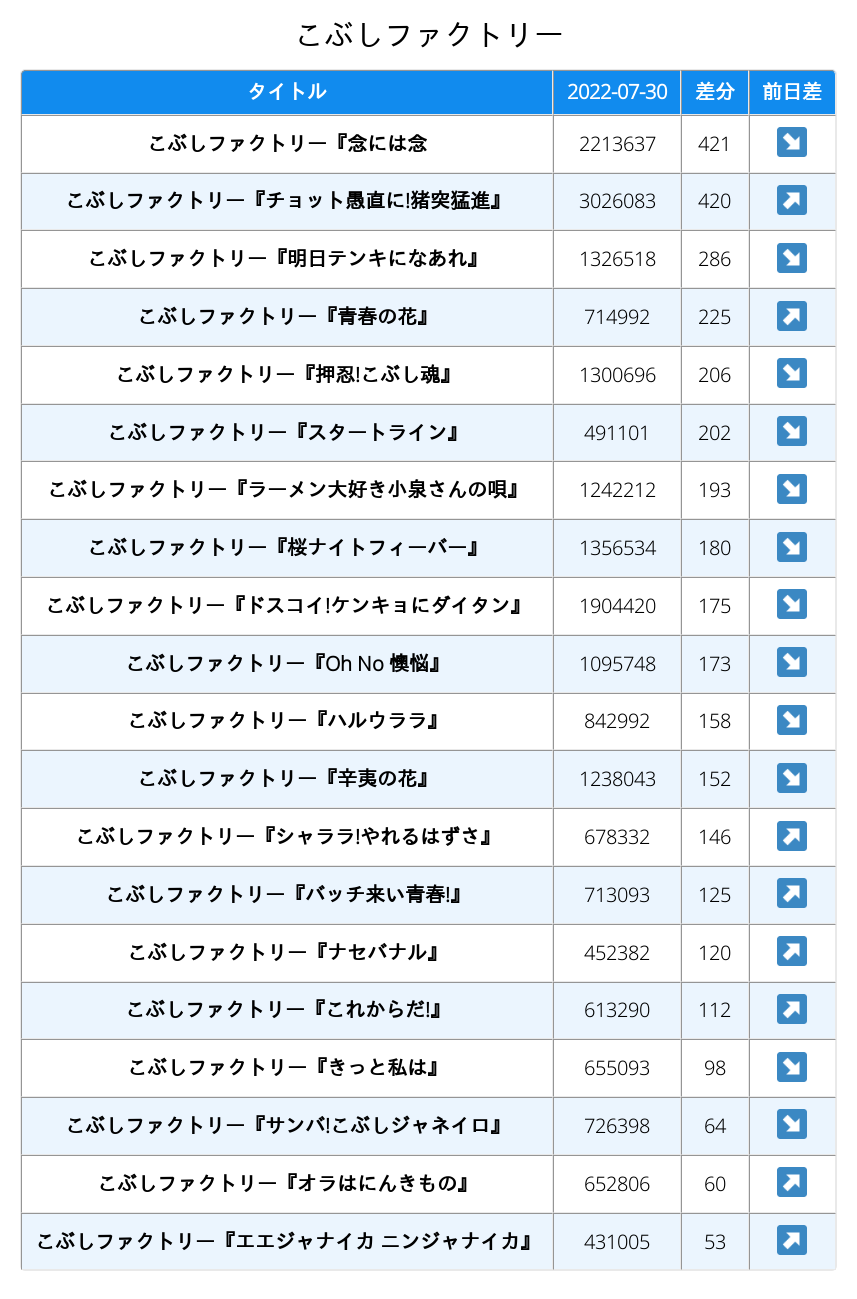 こぶしファクトリー
タイトル 2022-07-30 差分 前日差
こぶしファクトリー『念には念 2213637 421 ↘
こぶしファクトリー『チョット愚直に!猪突猛進』 3026083 420 ↗
こぶしファクトリー『明日テンキになあれ』 1326518 286 ↘
こぶしファクトリー『青春の花』 714992 225 ↗
こぶしファクトリー『押忍!こぶし魂』 1300696 206 ↘
こぶしファクトリー『スタートライン』 491101 202 ↘
こぶしファクトリー『ラーメン大好き小泉さんの唄』 1242212 193 ↘
こぶしファクトリー『桜ナイトフィーバー』 1356534 180 ↘
こぶしファクトリー『ドスコイ!ケンキョにダイタン』 1904420 175 ↘
こぶしファクトリー『Oh No 懊悩』 1095748 173 ↘
こぶしファクトリー『ハルウララ』 842992 158 ↘
こぶしファクトリー『辛夷の花』 1238043 152 ↘
こぶしファクトリー『シャララ!やれるはずさ』 678332 146 ↗
こぶしファクトリー『バッチ来い青春!』 713093 125 ↗
こぶしファクトリー『ナセバナル』 452382 120 ↗
こぶしファクトリー『これからだ!』 613290 112 ↗
こぶしファクトリー『きっと私は』 655093 98 ↘
こぶしファクトリー『サンバ!こぶしジャネイロ』 726398 64 ↘
こぶしファクトリー『オラはにんきもの』 652806 60 ↗
こぶしファクトリー『エエジャナイカ ニンジャナイカ』 431005 53 ↗